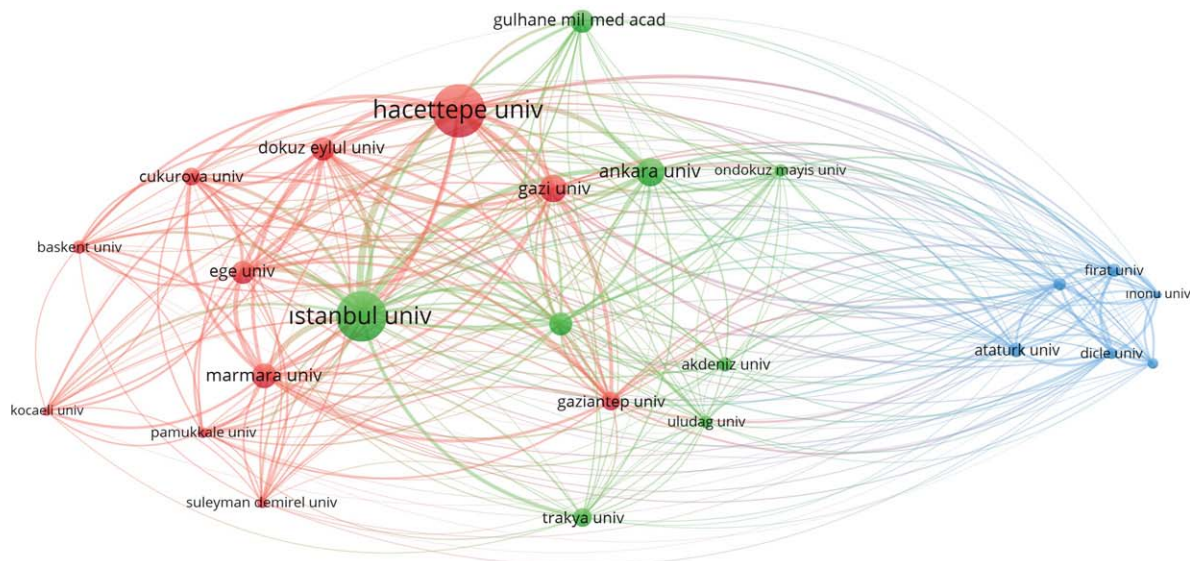 gulhane mil med acad
hacettepe univ
dokuz eylul univ
cukurova univ
gazi univ
ankara univ
ondokuz mayis univ
baskent univ
ege univ
ıstanbul univ
fırat univ
ınonu univ
ataturk univ
dicle univ
akdeniz univ
marmara univ
gaziantep univ
kocaeli univ
uludag univ
pamukkale univ
suleyman demirel univ
trakya univ